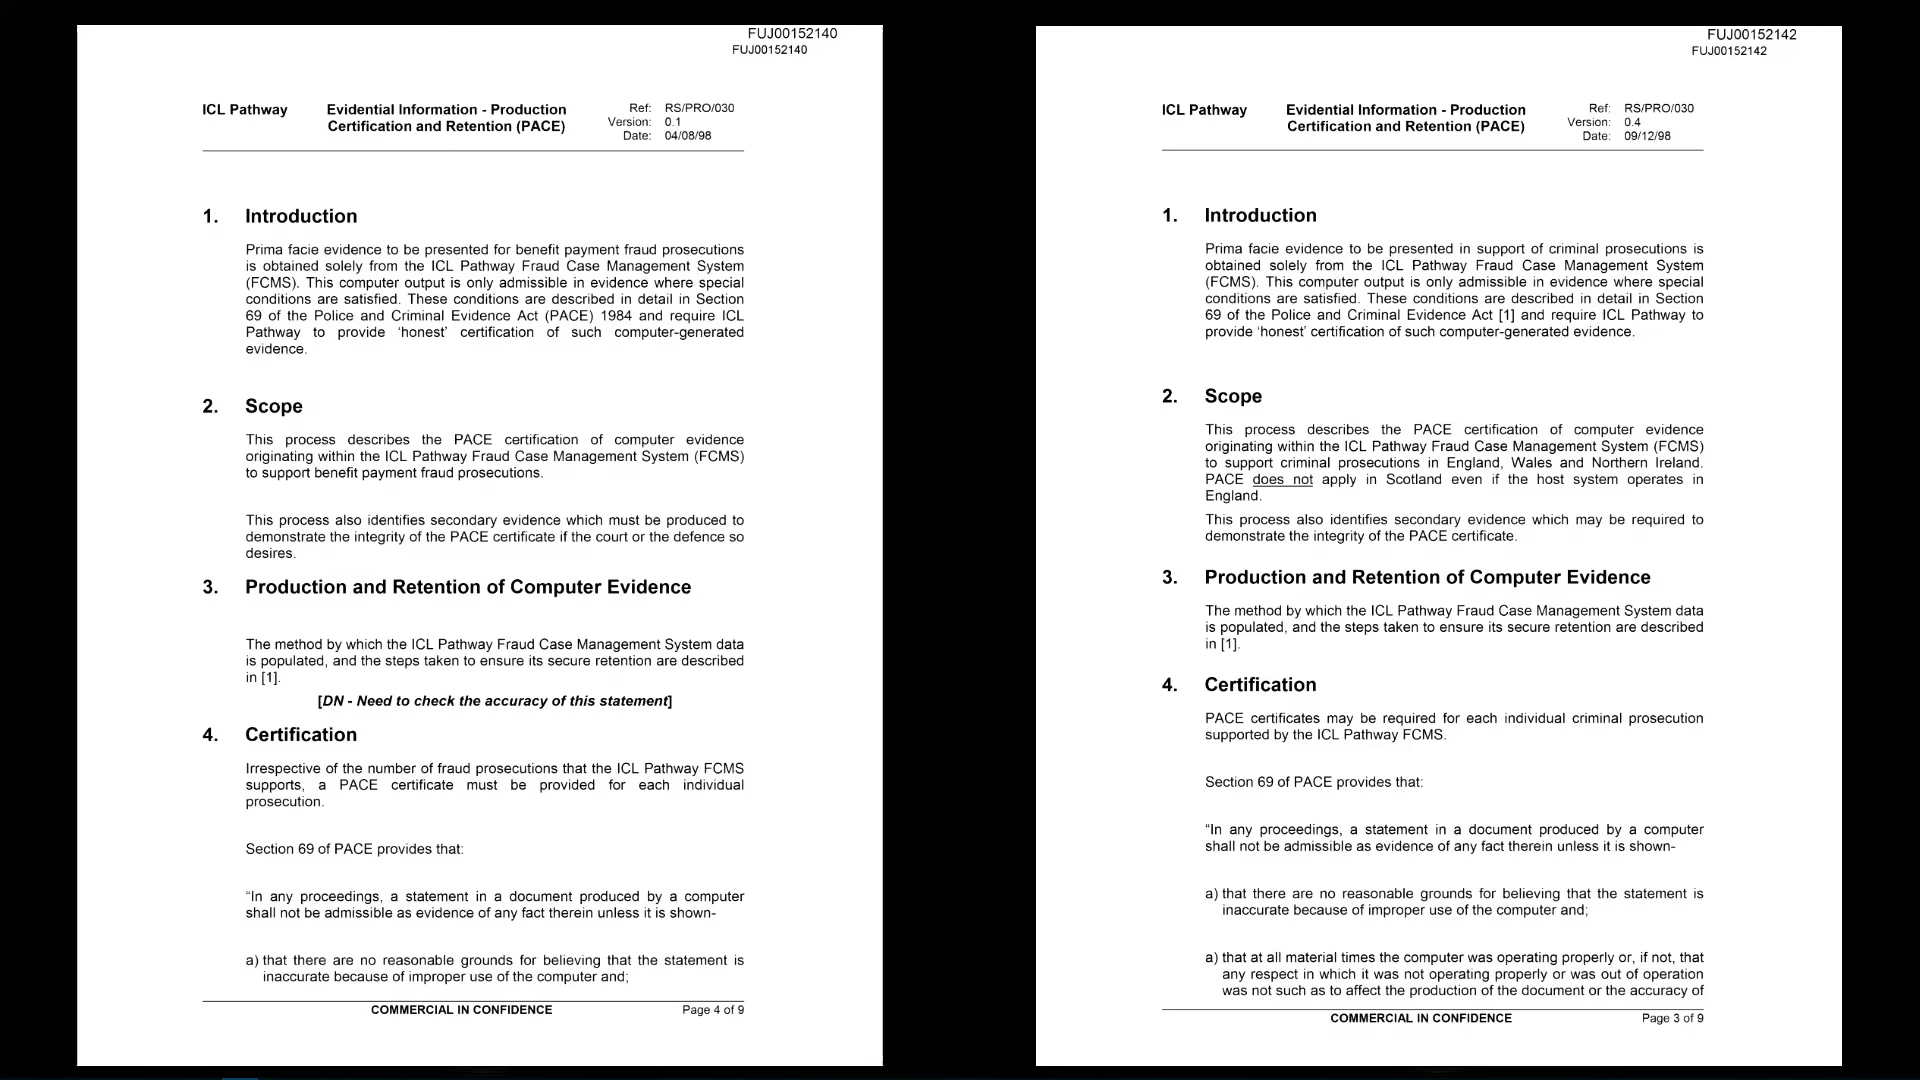 FUJ00152140
FUJ00152140
ICL Pathway
Evidential Information - Production
Certification and Retention (PACE)
Ref: RS/PRO/030
Version: 0.1
Date: 04/08/98
1. Introduction
Prima facie evidence to be presented for benefit payment fraud prosecutions
is obtained solely from the ICL Pathway Fraud Case Management System
(FCMS). This computer output is only admissible in evidence where special
conditions are satisfied. These conditions are described in detail in Section
69 of the Police and Criminal Evidence Act (PACE) 1984 and require ICL
Pathway to provide ‘honest’ certification of such computer-generated
evidence.
2. Scope
This process describes the PACE certification of computer evidence
originating within the ICL Pathway Fraud Case Management System (FCMS)
to support benefit payment fraud prosecutions.
This process also identifies secondary evidence which must be produced to
demonstrate the integrity of the PACE certificate if the court or the defence so
desires.
3. Production and Retention of Computer Evidence
The method by which the ICL Pathway Fraud Case Management System data
is populated, and the steps taken to ensure its secure retention are described
in [1].
[DN - Need to check the accuracy of this statement]
4. Certification
Irrespective of the number of fraud prosecutions that the ICL Pathway FCMS
supports, a PACE certificate must be provided for each individual
prosecution.
Section 69 of PACE provides that:
“In any proceedings, a statement in a document produced by a computer
shall not be admissible as evidence of any fact therein unless it is shown-
a) that there are no reasonable grounds for believing that the statement is
inaccurate because of improper use of the computer and;
COMMERCIAL IN CONFIDENCE
Page 4 of 9
FUJ00152142
FUJ00152142
ICL Pathway
Evidential Information - Production
Certification and Retention (PACE)
Ref: RS/PRO/030
Version: 0.4
Date: 09/12/98
1. Introduction
Prima facie evidence to be presented in support of criminal prosecutions is
obtained solely from the ICL Pathway Fraud Case Management System
(FCMS). This computer output is only admissible in evidence where special
conditions are satisfied. These conditions are described in detail in Section
69 of the Police and Criminal Evidence Act [1] and require ICL Pathway to
provide ‘honest’ certification of such computer-generated evidence.
2. Scope
This process describes the PACE certification of computer evidence
originating within the ICL Pathway Fraud Case Management System (FCMS)
to support criminal prosecutions in England, Wales and Northern Ireland.
PACE does not apply in Scotland even if the host system operates in
England.
This process also identifies secondary evidence which may be required to
demonstrate the integrity of the PACE certificate.
3. Production and Retention of Computer Evidence
The method by which the ICL Pathway Fraud Case Management System data
is populated, and the steps taken to ensure its secure retention are described
in [1].
4. Certification
PACE certificates may be required for each individual criminal prosecution
supported by the ICL Pathway FCMS.
Section 69 of PACE provides that:
“In any proceedings, a statement in a document produced by a computer
shall not be admissible as evidence of any fact therein unless it is shown-
a) that there are no reasonable grounds for believing that the statement is
inaccurate because of improper use of the computer and;
a) that at all material times the computer was operating properly or, if not, that
any respect in which it was not operating properly or was out of operation
was not such as to affect the production of the document or the accuracy of
COMMERCIAL IN CONFIDENCE
Page 3 of 9